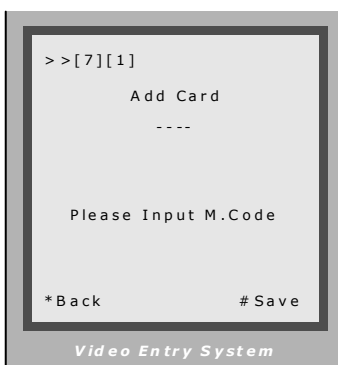 >>[7][1]
Add Card
----
Please Input M.Code
*Back #Save
Video Entry System